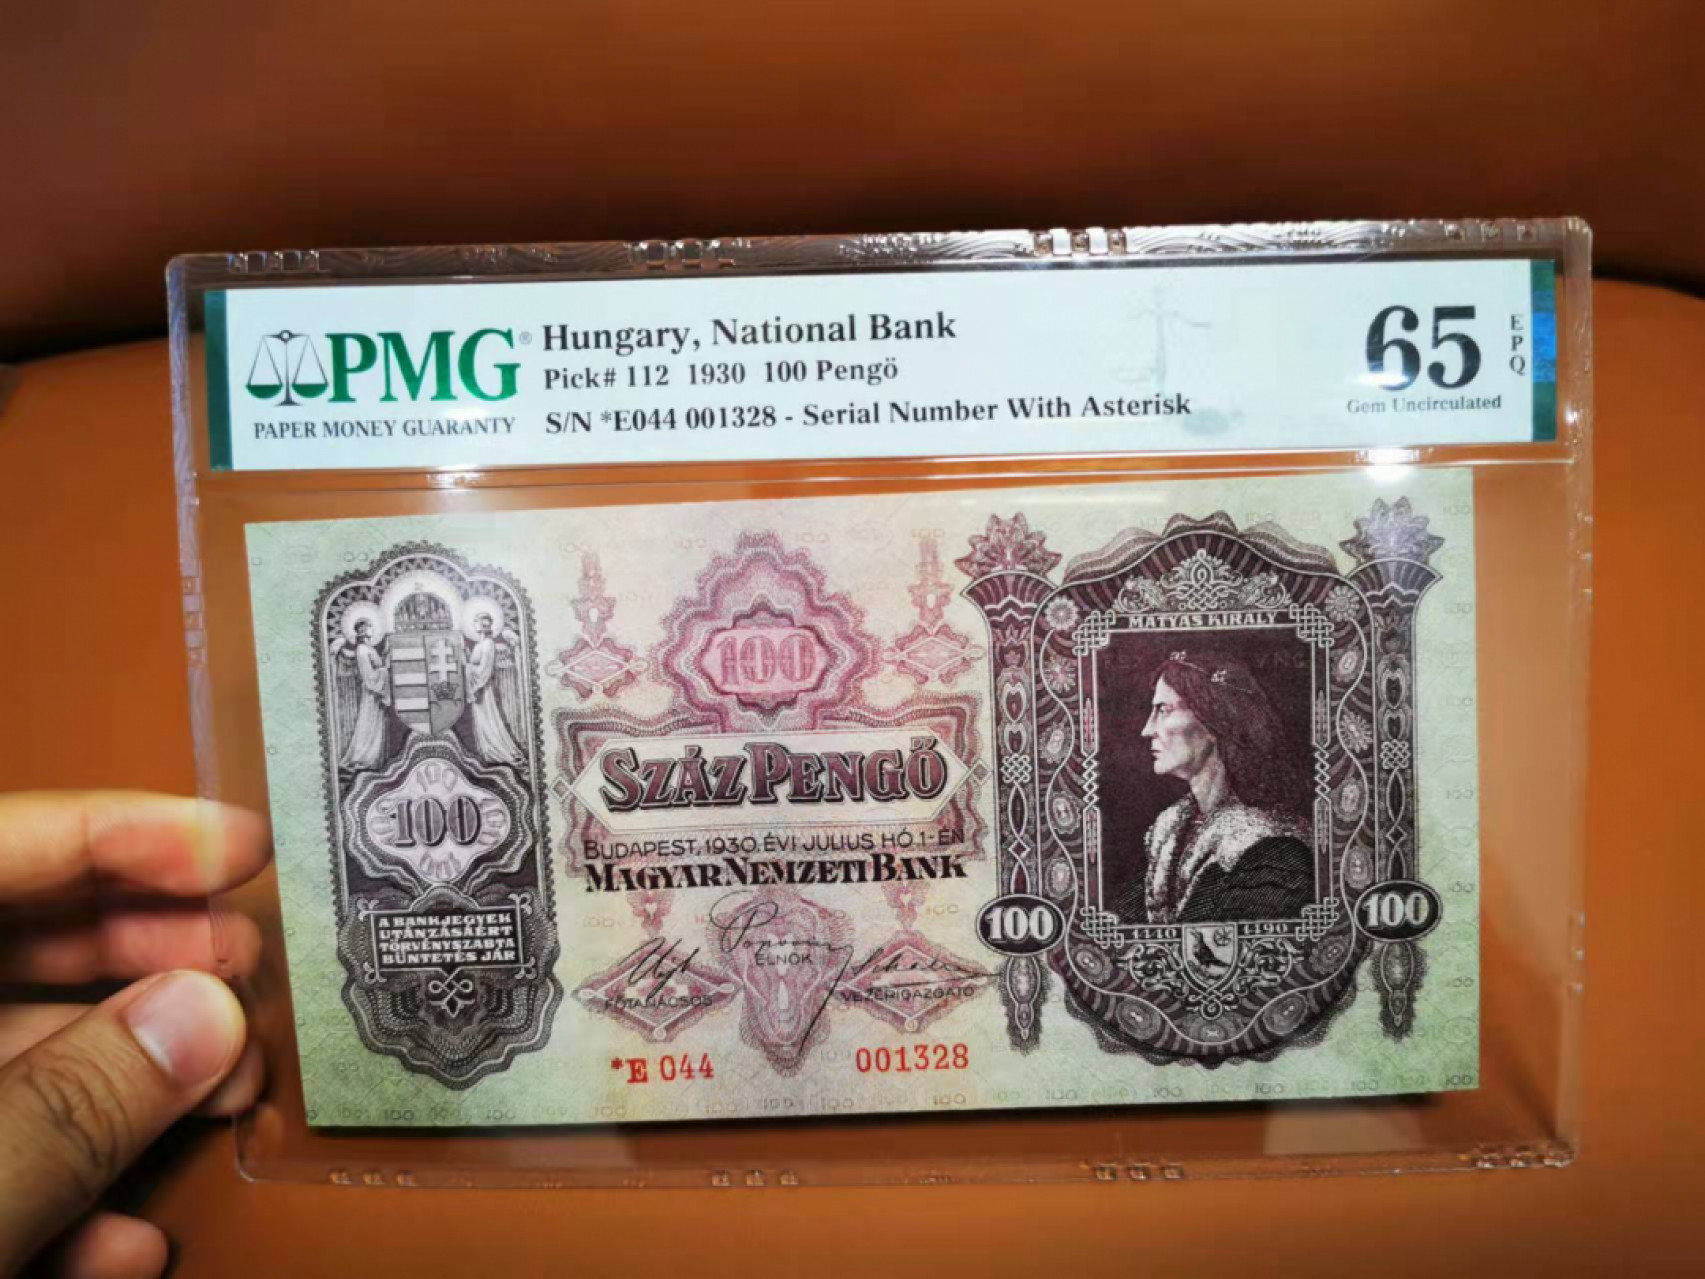 PMG®
PAPER MONEY GUARANTY
Hungary, National Bank
Pick# 112 1930 100 Pengö
S/N *E044 001328 - Serial Number With Asterisk
65
EPQ
Gem Uncirculated
100
SZÁZ PENGŐ
BUDAPEST, 1930. ÉVI JULIUS HÓ 1-ÉN
MAGYAR NEMZETI BANK
100
A BANKJEGYEK
UTÁNZÁSÁÉRT
TÖRVÉNYSZABTA
BÜNTETÉS JÁR
ELNÖK
FŐTANÁCSOS
VEZÉRIGAZGATÓ
*E 044
001328
MÁTYÁS KIRÁLY
100
100
1440 1490